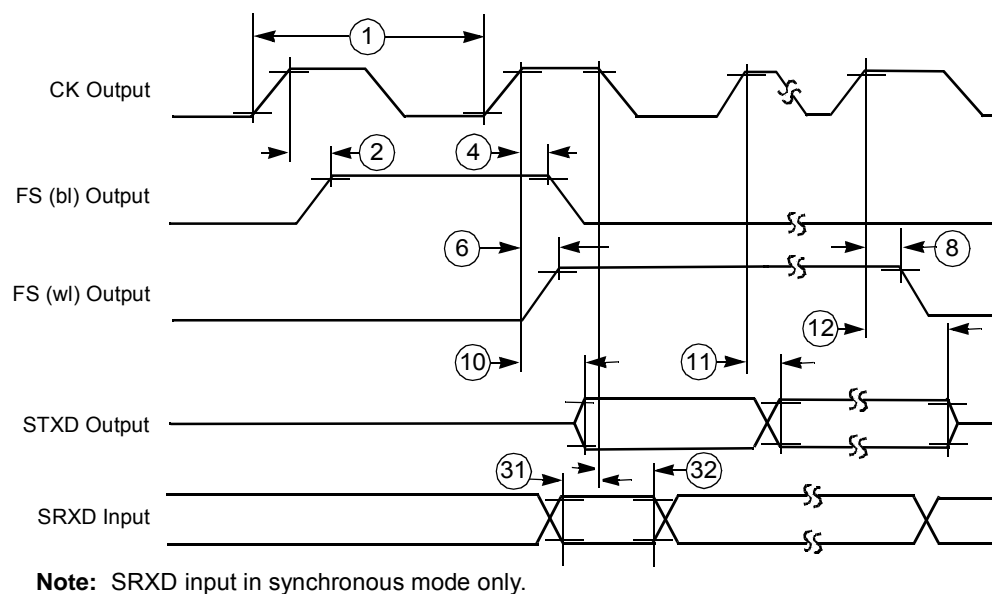 1
CK Output
2
4
FS (bl) Output
6
8
FS (wl) Output
12
10
11
STXD Output
31
32
SRXD Input
Note: SRXD input in synchronous mode only.